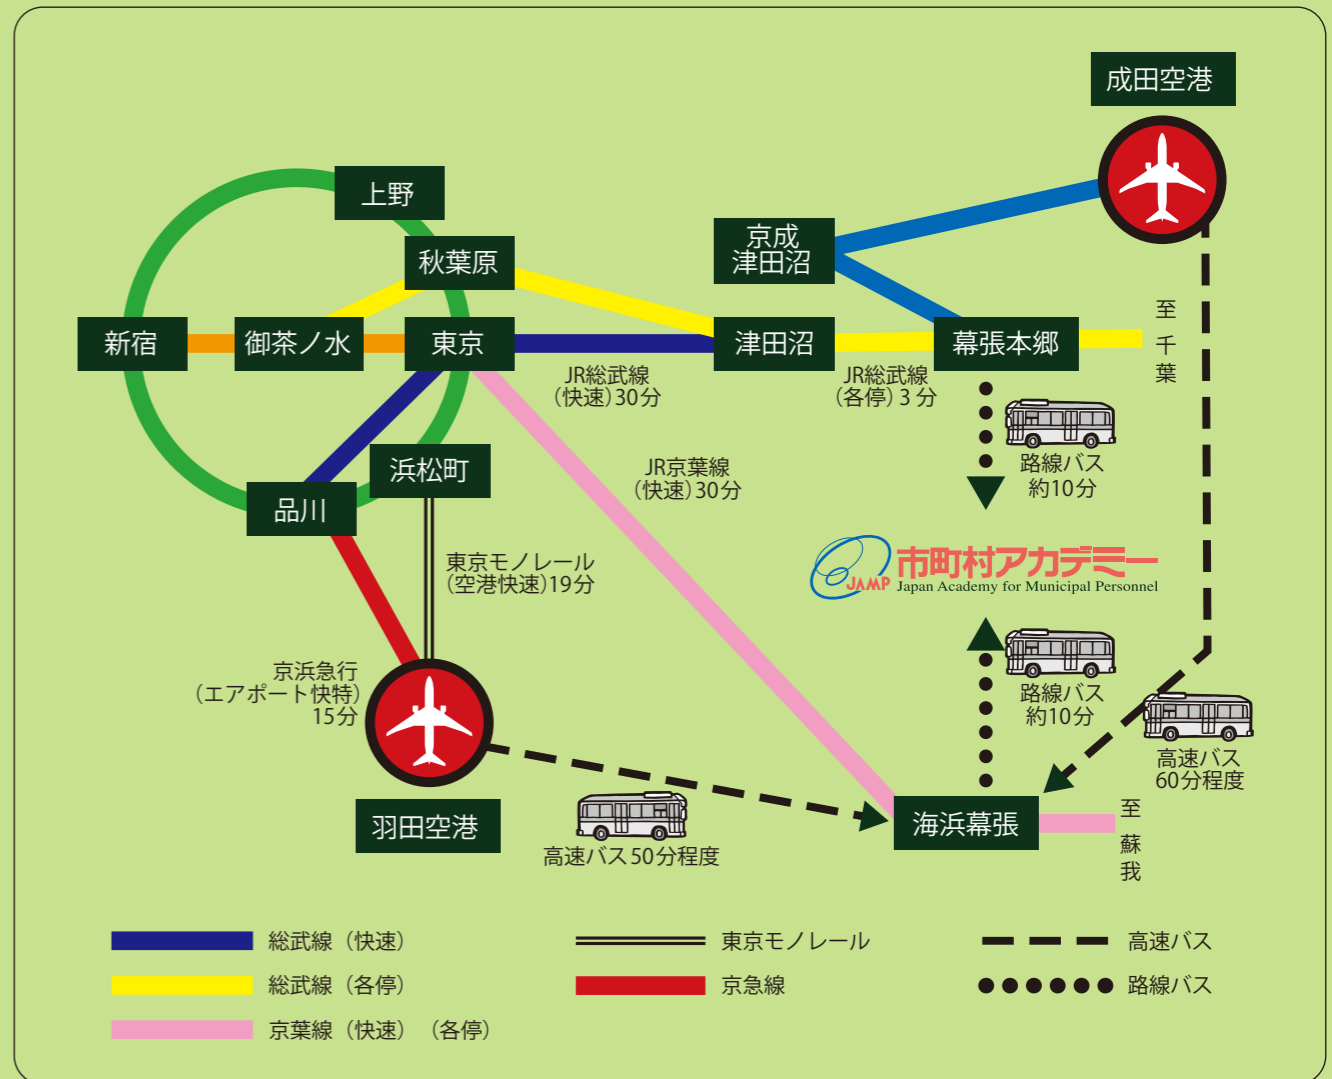 成田空港
上野
秋葉原
京成
津田沼
新宿
御茶ノ水
東京
津田沼
幕張本郷
至千葉
JR総武線
（快速）30分
JR総武線
（各停）3分
路線バス
約10分
浜松町
品川
JR京葉線
（快速）30分
東京モノレール
（空港快速）19分
JAMP
市町村アカデミー
Japan Academy for Municipal Personnel
京浜急行
（エアポート快特）
15分
路線バス
約10分
高速バス
60分程度
羽田空港
高速バス50分程度
海浜幕張
至蘇我
総武線（快速）
東京モノレール
高速バス
総武線（各停）
京急線
路線バス
京葉線（快速）（各停）